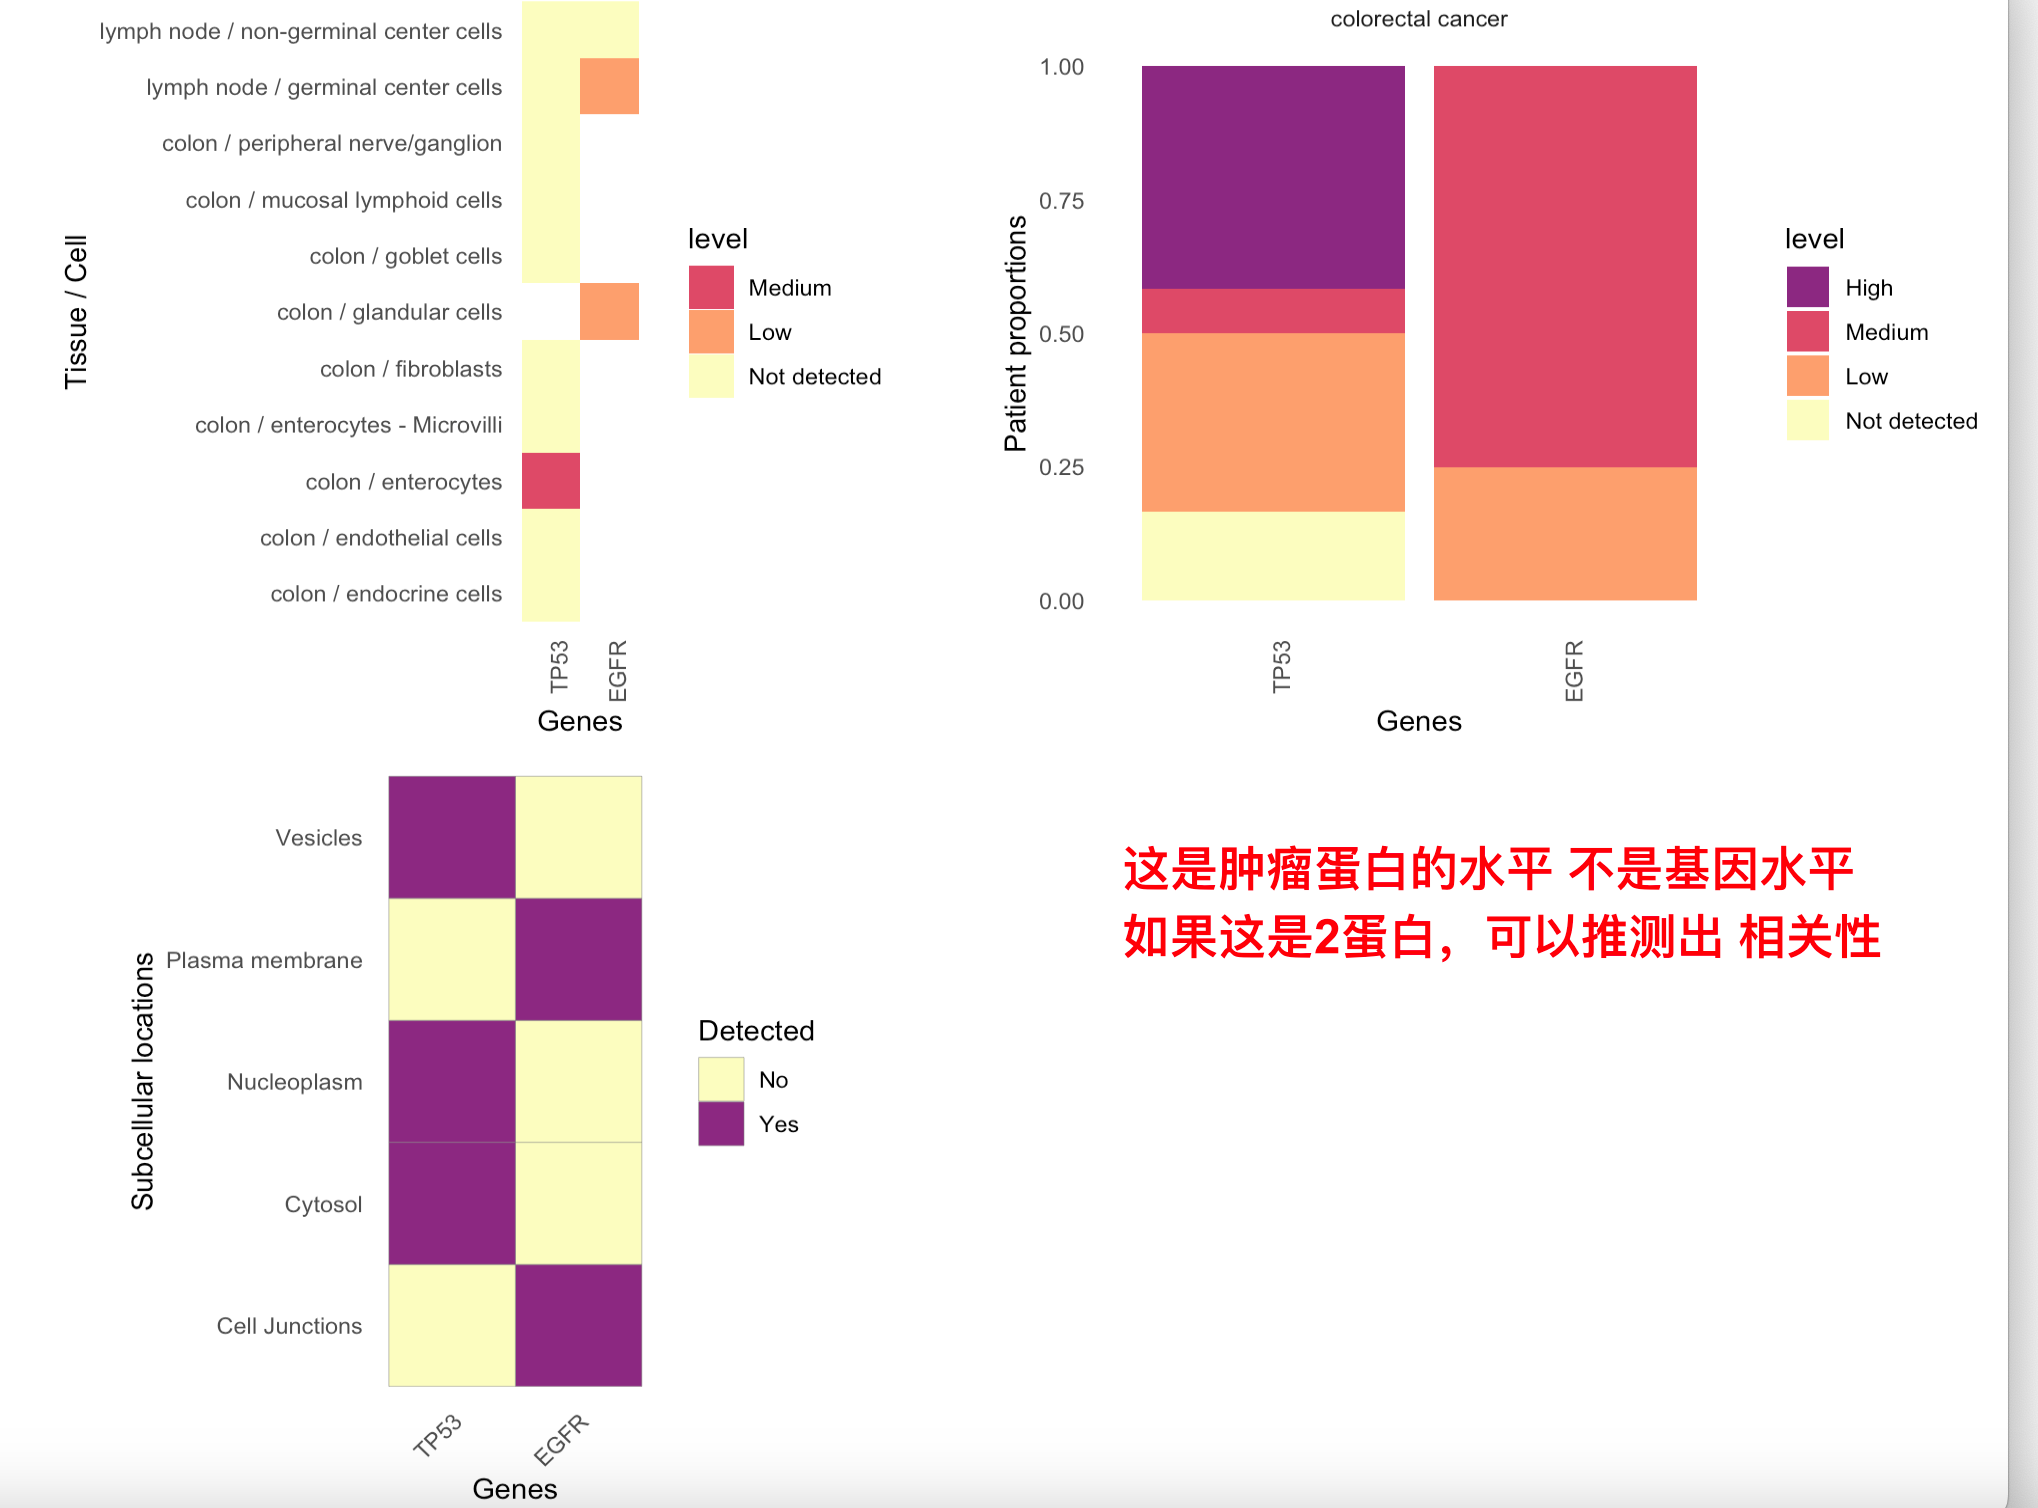 lymph node / non-germinal center cells
lymph node / germinal center cells
colon / peripheral nerve/ganglion
colon / mucosal lymphoid cells
colon / goblet cells
colon / glandular cells
colon / fibroblasts
colon / enterocytes - Microvilli
colon / enterocytes
colon / endothelial cells
colon / endocrine cells
Tissue / Cell
TP53
EGFR
Genes
level
Medium
Low
Not detected
colorectal cancer
1.00
0.75
0.50
0.25
0.00
Patient proportions
TP53
EGFR
Genes
level
High
Medium
Low
Not detected
Vesicles
Plasma membrane
Nucleoplasm
Cytosol
Cell Junctions
Subcellular locations
TP53
EGFR
Genes
Detected
No
Yes
这是肿瘤蛋白的水平 不是基因水平
如果这是2蛋白，可以推测出 相关性